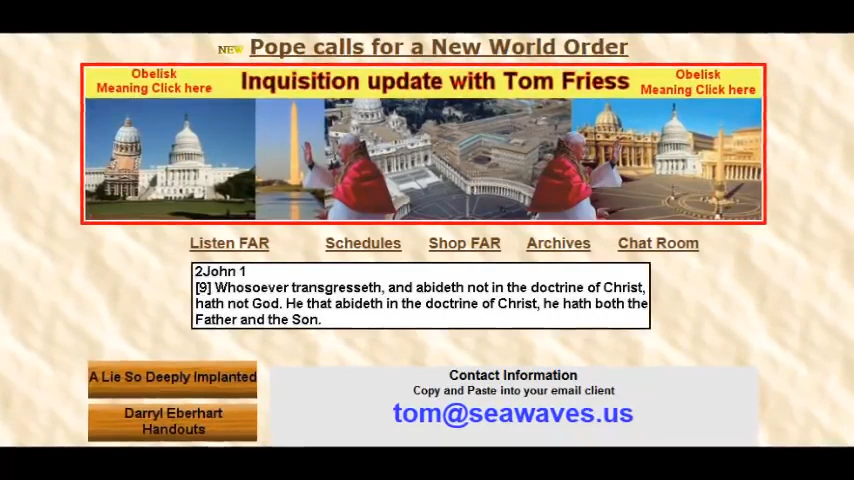 NEW Pope calls for a New World Order
Obelisk
Meaning Click here
Inquisition update with Tom Friess
Obelisk
Meaning Click here
Listen FAR Schedules Shop FAR Archives Chat Room
2John 1
[9] Whosoever transgresseth, and abideth not in the doctrine of Christ,
hath not God. He that abideth in the doctrine of Christ, he hath both the
Father and the Son.
A Lie So Deeply Implanted
Darryl Eberhart
Handouts
Contact Information
Copy and Paste into your email client
tom@seawaves.us